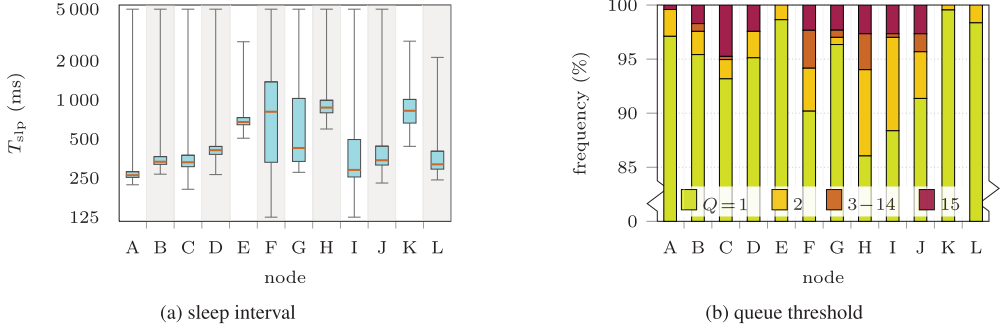 5 000
2 000
1 000
500
250
125
T_slp (ms)
A B C D E F G H I J K L
node
(a) sleep interval
100
95
90
85
0
frequency (%)
Q = 1 2 3 – 14 15
A B C D E F G H I J K L
node
(b) queue threshold